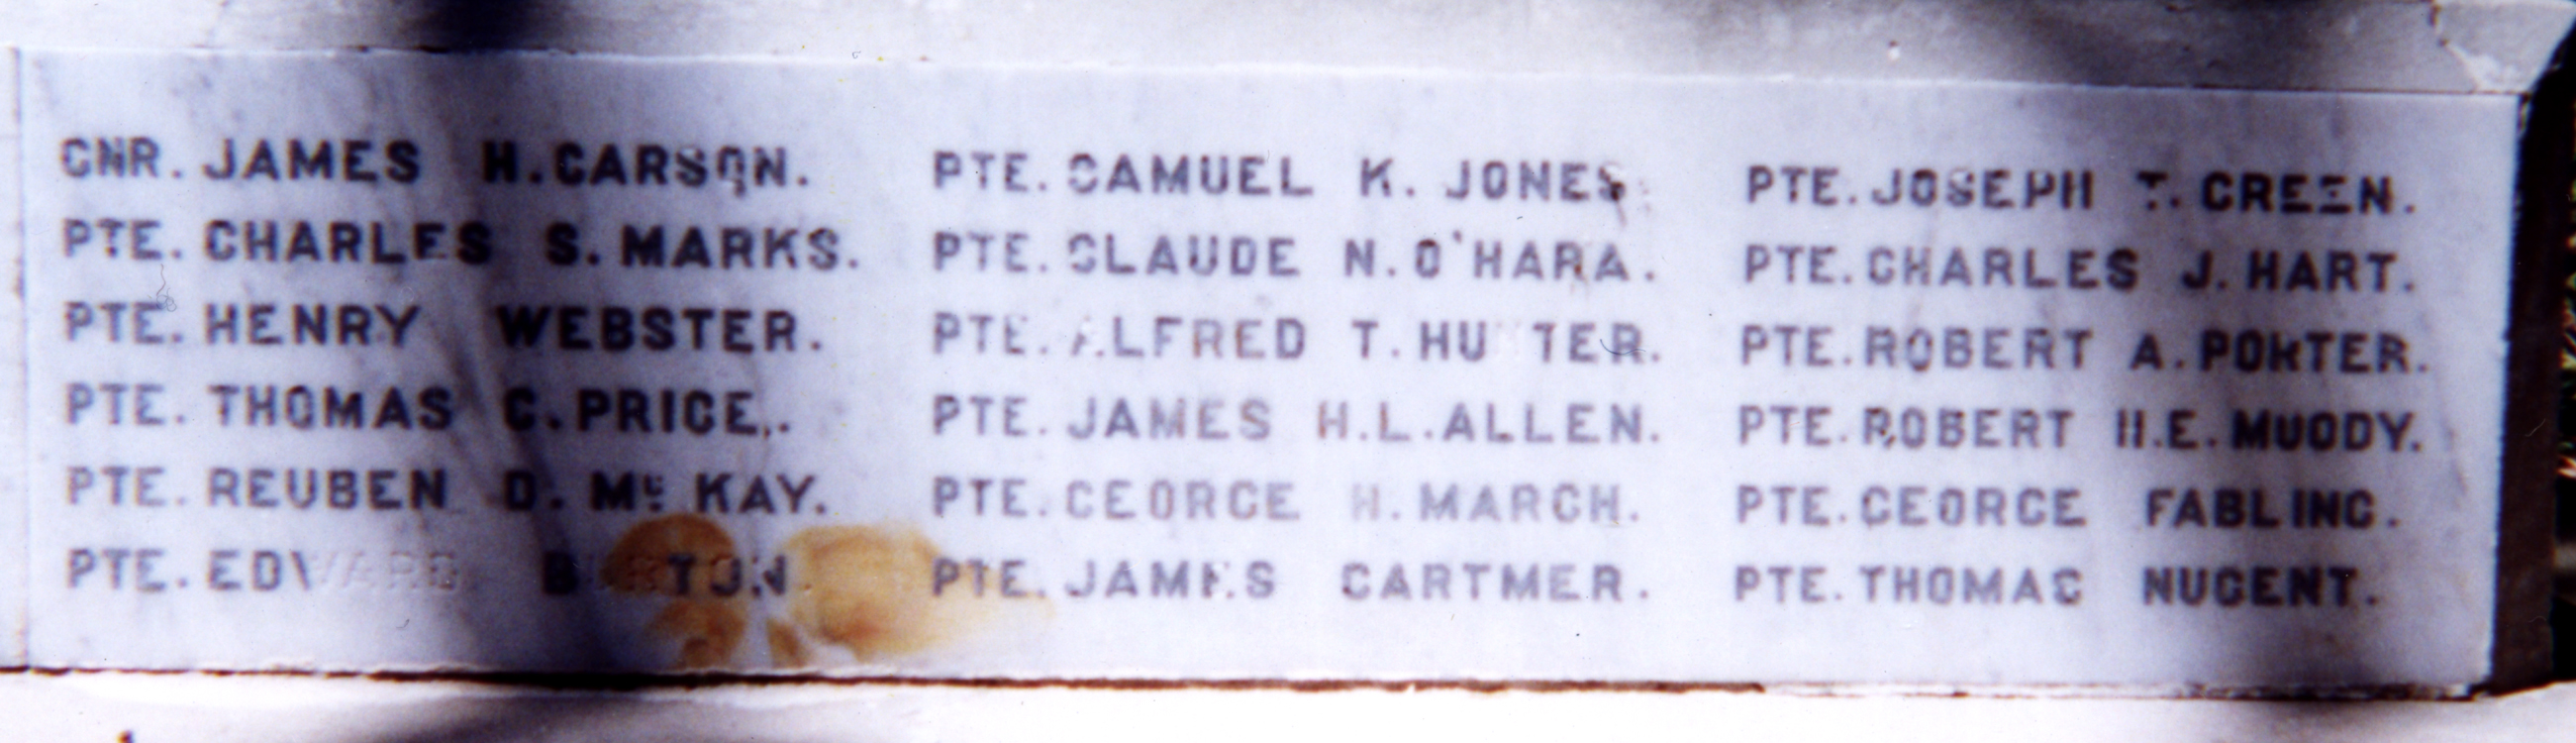 GNR. JAMES H. CARSON.
PTE. CHARLES S. MARKS.
PTE. HENRY WEBSTER.
PTE. THOMAS C. PRICE.
PTE. REUBEN D. Mc KAY.
PTE. EDWARD BURTON.
PTE. SAMUEL K. JONES.
PTE. CLAUDE N. O'HARA.
PTE. ALFRED T. HUNTER.
PTE. JAMES H. L. ALLEN.
PTE. GEORGE H. MARCH.
PTE. JAMES CARTMER.
PTE. JOSEPH T. GREEN.
PTE. CHARLES J. HART.
PTE. ROBERT A. PORTER.
PTE. ROBERT H. E. MOODY.
PTE. GEORGE FABLING.
PTE. THOMAS NUGENT.